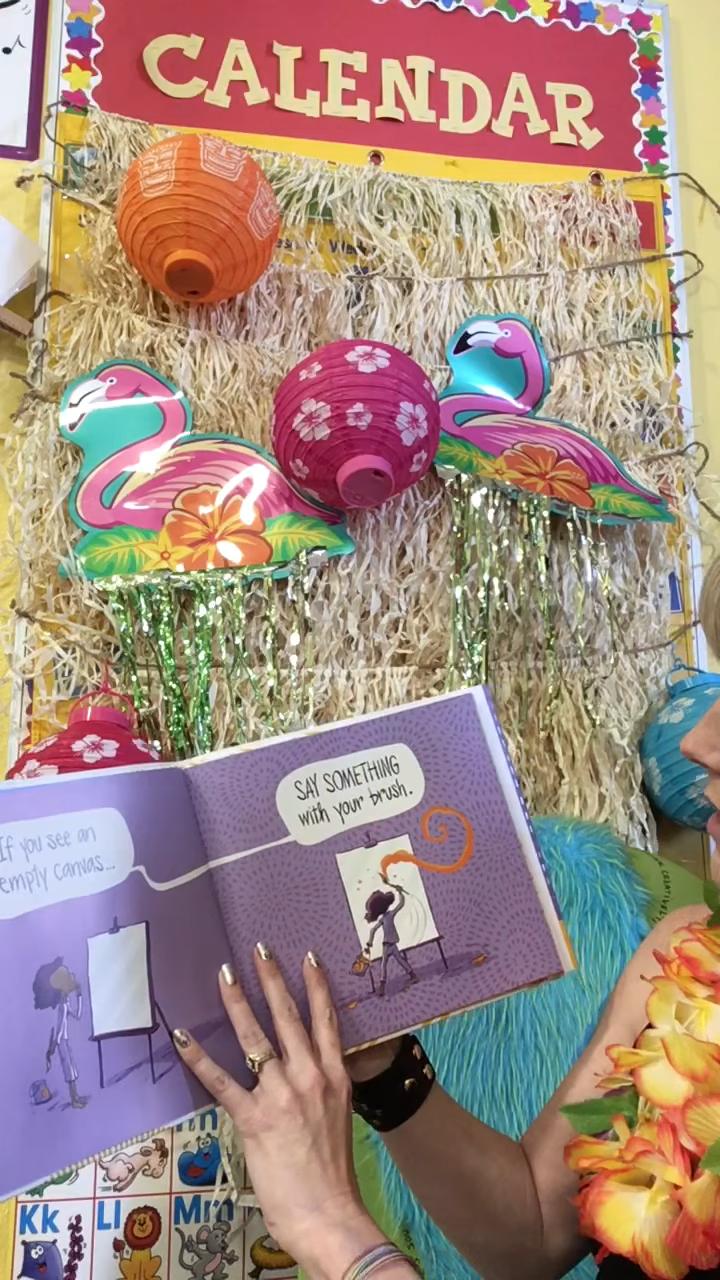 CALENDAR
If you see an
empty canvas...
SAY SOMETHING
with your brush.
Kk
Ll
Mm